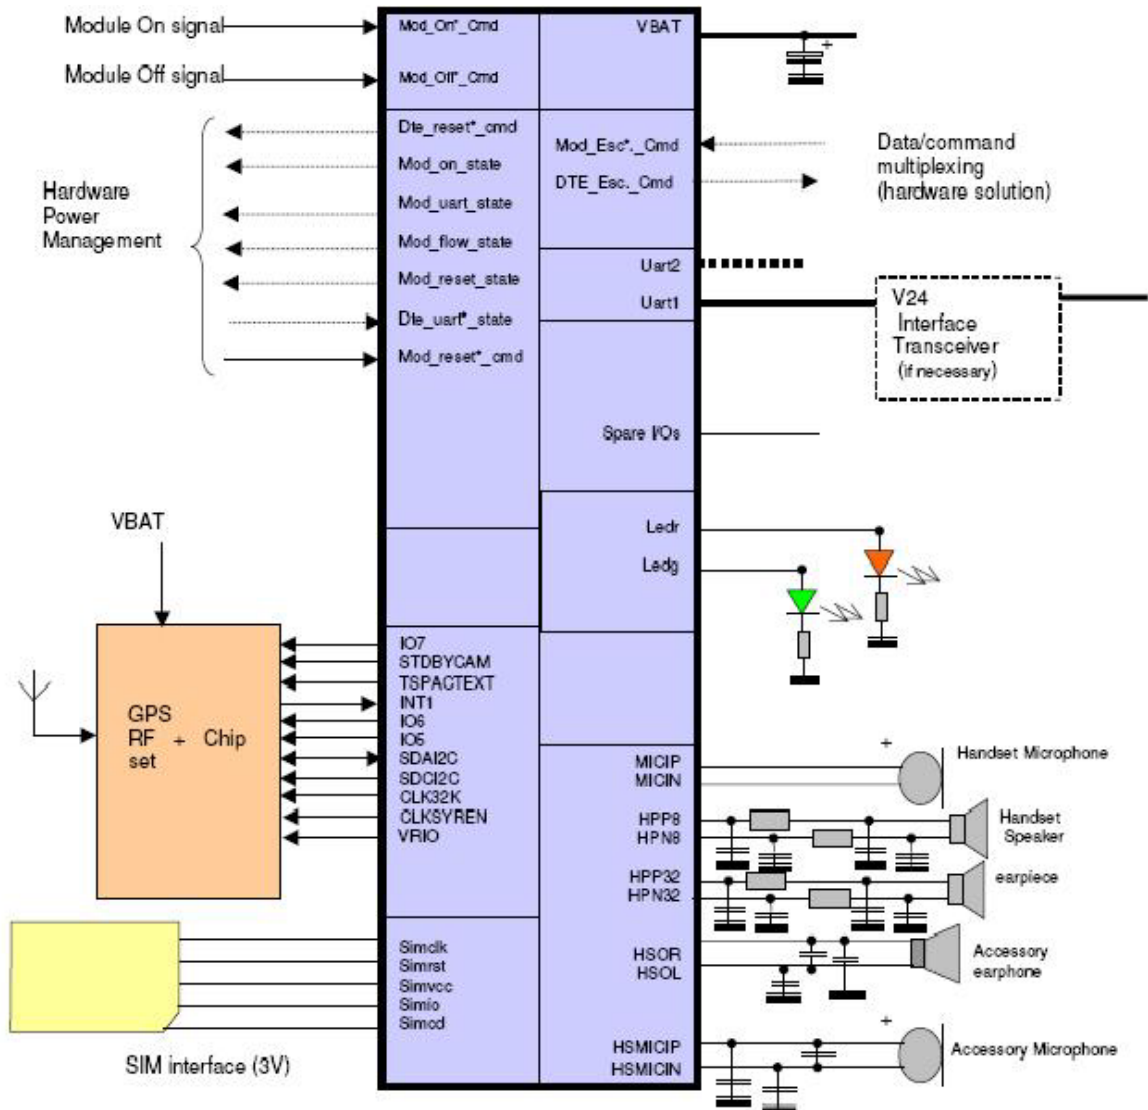 Module On signal
Module Off signal
Hardware
Power
Management
VBAT
GPS
RF + Chip
set
SIM interface (3V)
Mod_On*_Cmd
Mod_Off*_Cmd
Dte_reset*_cmd
Mod_on_state
Mod_uart_state
Mod_flow_state
Mod_reset_state
Dte_uart*_state
Mod_reset*_cmd
IO7
STDBYCAM
TSPACTEXT
INT1
IO6
IO5
SDAI2C
SDCI2C
CLK32K
CLKSYREN
VRIO
Simclk
Simrst
Simvcc
Simio
Simcd
VBAT
Mod_Esc*._Cmd
DTE_Esc._Cmd
Uart2
Uart1
Spare I/Os
Ledr
Ledg
MICIP
MICIN
HPP8
HPN8
HPP32
HPN32
HSOR
HSOL
HSMICIP
HSMICIN
+
Data/command
multiplexing
(hardware solution)
V24
Interface
Transceiver
(if necessary)
+
Handset Microphone
Handset
Speaker
earpiece
Accessory
earphone
+
Accessory Microphone